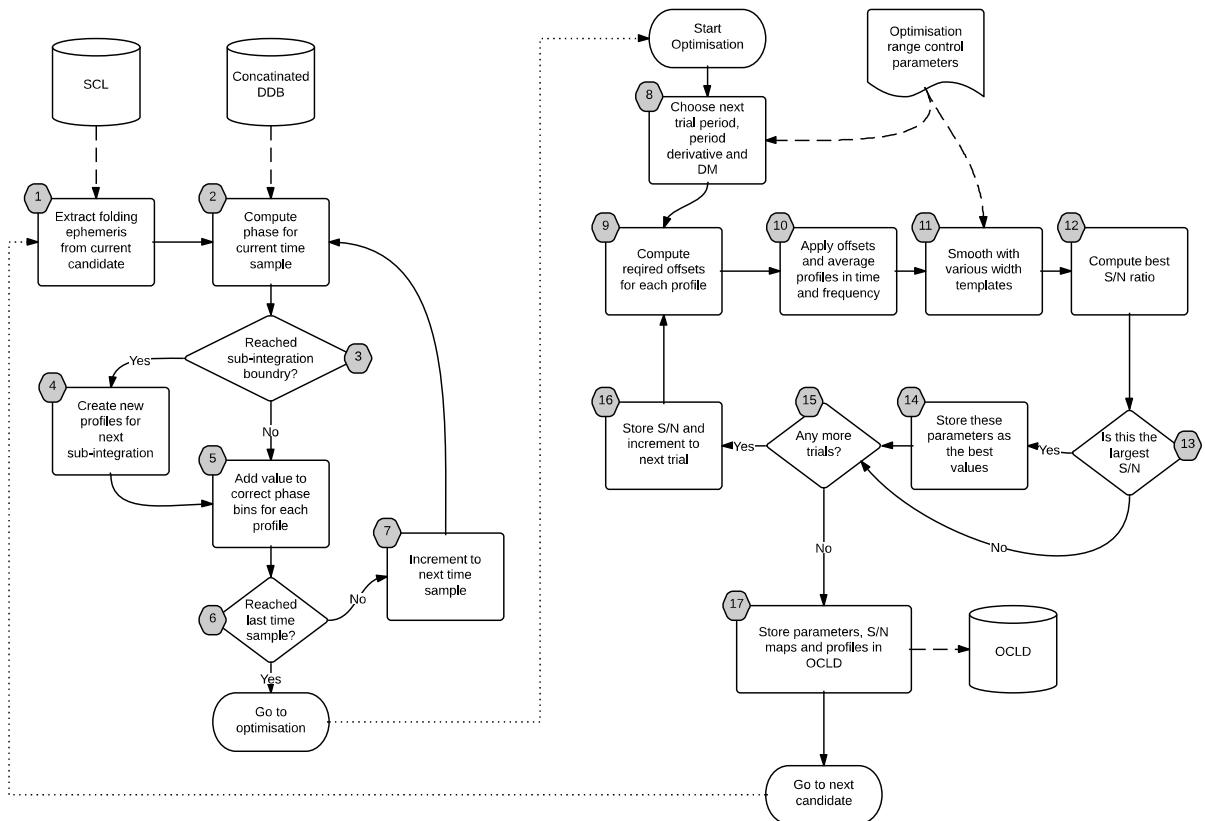 SCL
Concatinated
DDB
1
Extract folding
ephemeris
from current
candidate
2
Compute
phase for
current time
sample
Reached
sub-integration
boundry?
3
Yes
4
Create new
profiles for
next
sub-integration
No
5
Add value to
correct phase
bins for each
profile
6
Reached
last time
sample?
No
7
Increment to
next time
sample
Yes
Go to
optimisation
Start
Optimisation
Optimisation
range control
parameters
8
Choose next
trial period,
period
derivative and
DM
9
Compute
reqired offsets
for each profile
10
Apply offsets
and average
profiles in time
and frequency
11
Smooth with
various width
templates
12
Compute best
S/N ratio
Is this the
largest
S/N
13
Yes
14
Store these
parameters as
the best
values
No
15
Any more
trials?
Yes
16
Store S/N and
increment to
next trial
No
17
Store parameters, S/N
maps and profiles in
OCLD
OCLD
Go to next
candidate